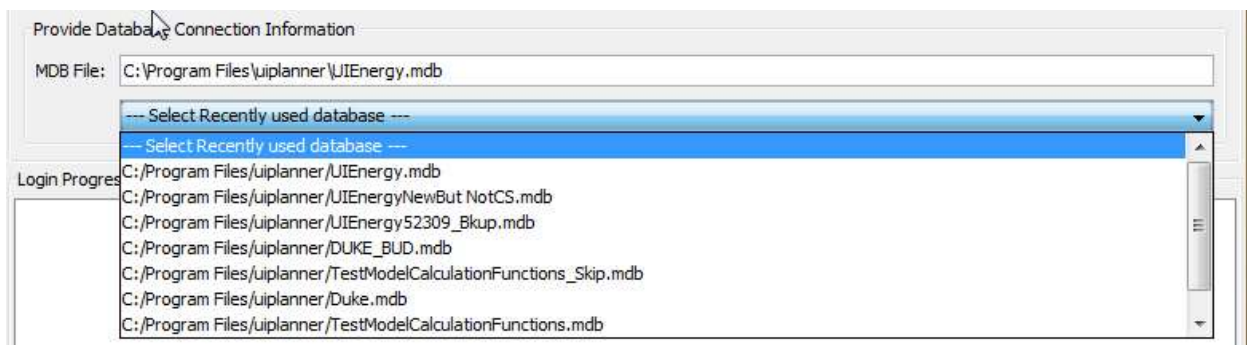 Provide Database Connection Information
MDB File: C:\Program Files\uiplanner\UIEnergy.mdb
--- Select Recently used database ---
--- Select Recently used database ---
C:/Program Files/uiplanner/UIEnergy.mdb
Login Progres
C:/Program Files/uiplanner/UIEnergyNewBut NotCS.mdb
C:/Program Files/uiplanner/UIEnergy52309_Bkup.mdb
C:/Program Files/uiplanner/DUKE_BUD.mdb
C:/Program Files/uiplanner/TestModelCalculationFunctions_Skip.mdb
C:/Program Files/uiplanner/Duke.mdb
C:/Program Files/uiplanner/TestModelCalculationFunctions.mdb